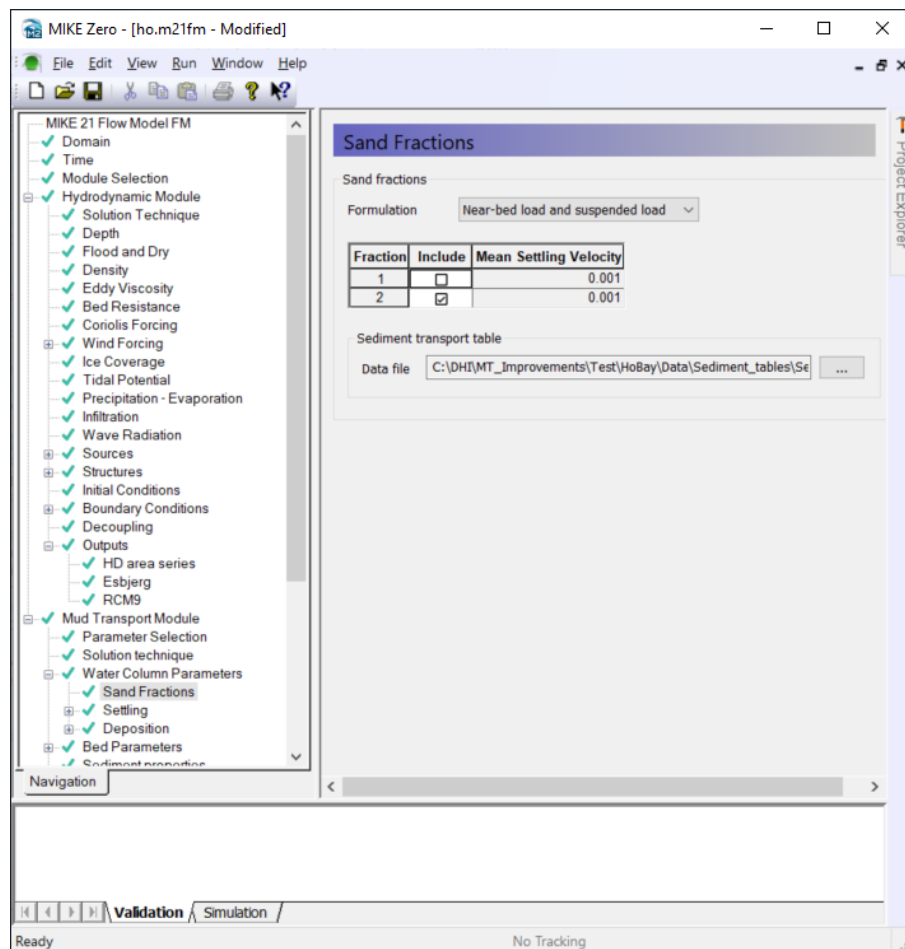 MIKE Zero - [ho.m21fm - Modified]
File Edit View Run Window Help
MIKE 21 Flow Model FM
Domain
Time
Module Selection
Hydrodynamic Module
Solution Technique
Depth
Flood and Dry
Density
Eddy Viscosity
Bed Resistance
Coriolis Forcing
Wind Forcing
Ice Coverage
Tidal Potential
Precipitation - Evaporation
Infiltration
Wave Radiation
Sources
Structures
Initial Conditions
Boundary Conditions
Decoupling
Outputs
HD area series
Esbjerg
RCM9
Mud Transport Module
Parameter Selection
Solution technique
Water Column Parameters
Sand Fractions
Settling
Deposition
Bed Parameters
Sediment properties
Navigation
Sand Fractions
Sand fractions
Formulation Near-bed load and suspended load
Fraction Include Mean Settling Velocity
1 0.001
2 0.001
Sediment transport table
Data file C:\DHI\MT_Improvements\Test\HoBay\Data\Sediment_tables\Se ...
Project Explorer
Validation Simulation
Ready No Tracking